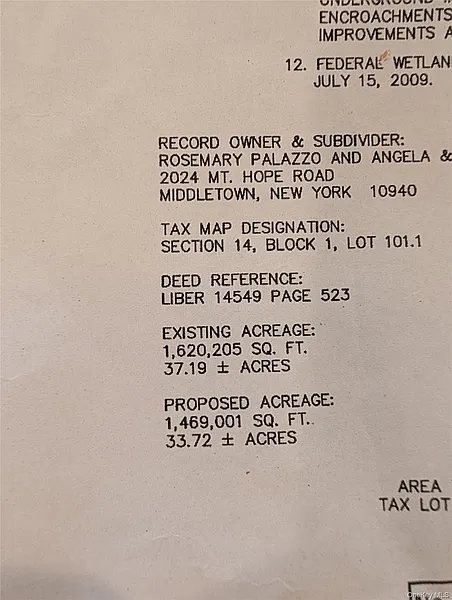 ENCROACHMENTS
IMPROVEMENTS
12. FEDERAL
JULY 15, 2009.
RECORD OWNER & SUBDIVIDER:
ROSEMARY PALAZZO AND ANGELA &
2024 MT. HOPE ROAD
MIDDLETOWN, NEW YORK 10940
TAX MAP DESIGNATION:
SECTION 14, BLOCK 1, LOT 101.1
DEED REFERENCE:
LIBER 14549 PAGE 523
EXISTING ACREAGE:
1,620,205 SQ. FT.
37.19 ± ACRES
PROPOSED ACREAGE:
1,469,001 SQ. FT.
33.72 ± ACRES
AREA
TAX LOT
OneKey MLS